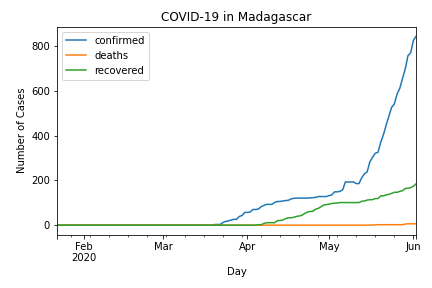 COVID-19 in Madagascar
confirmed
deaths
recovered
Number of Cases
800
600
400
200
0
Feb
2020
Mar
Apr
May
Jun
Day